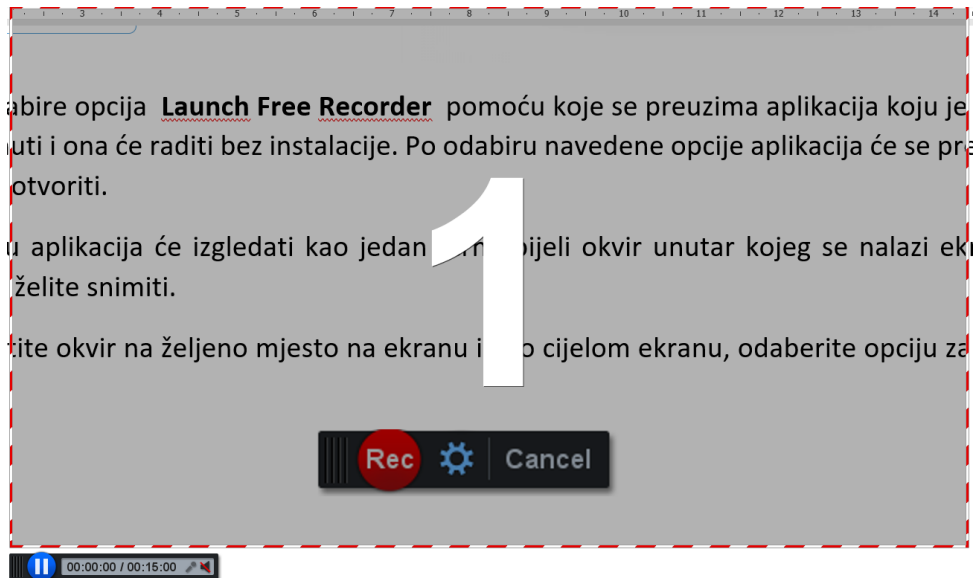 3 4 5 6 7 8 9 10 11 12 13 14
abire opcija Launch Free Recorder pomoću koje se preuzima aplikacija koju je
uti i ona će raditi bez instalacije. Po odabiru navedene opcije aplikacija će se pre
otvoriti.
u aplikacija će izgledati kao jedan bijeli okvir unutar kojeg se nalazi ek
želite snimiti.
tite okvir na željeno mjesto na ekranu i o cijelom ekranu, odaberite opciju za
1
Rec Cancel
00:00:00 / 00:15:00